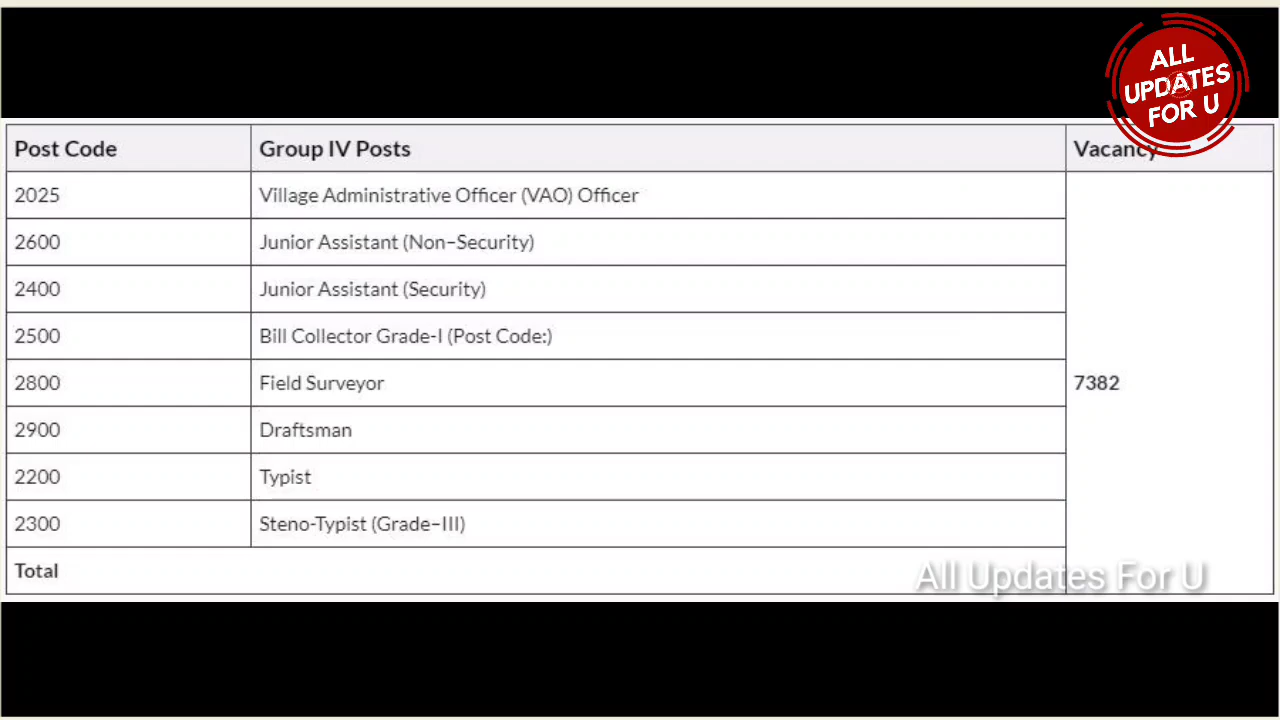 ALL
UPDATES
FOR U
Post Code Group IV Posts Vacancy
2025 Village Administrative Officer (VAO) Officer
2600 Junior Assistant (Non–Security)
2400 Junior Assistant (Security)
2500 Bill Collector Grade-I (Post Code:)
2800 Field Surveyor 7382
2900 Draftsman
2200 Typist
2300 Steno-Typist (Grade–III)
Total
All Updates For U